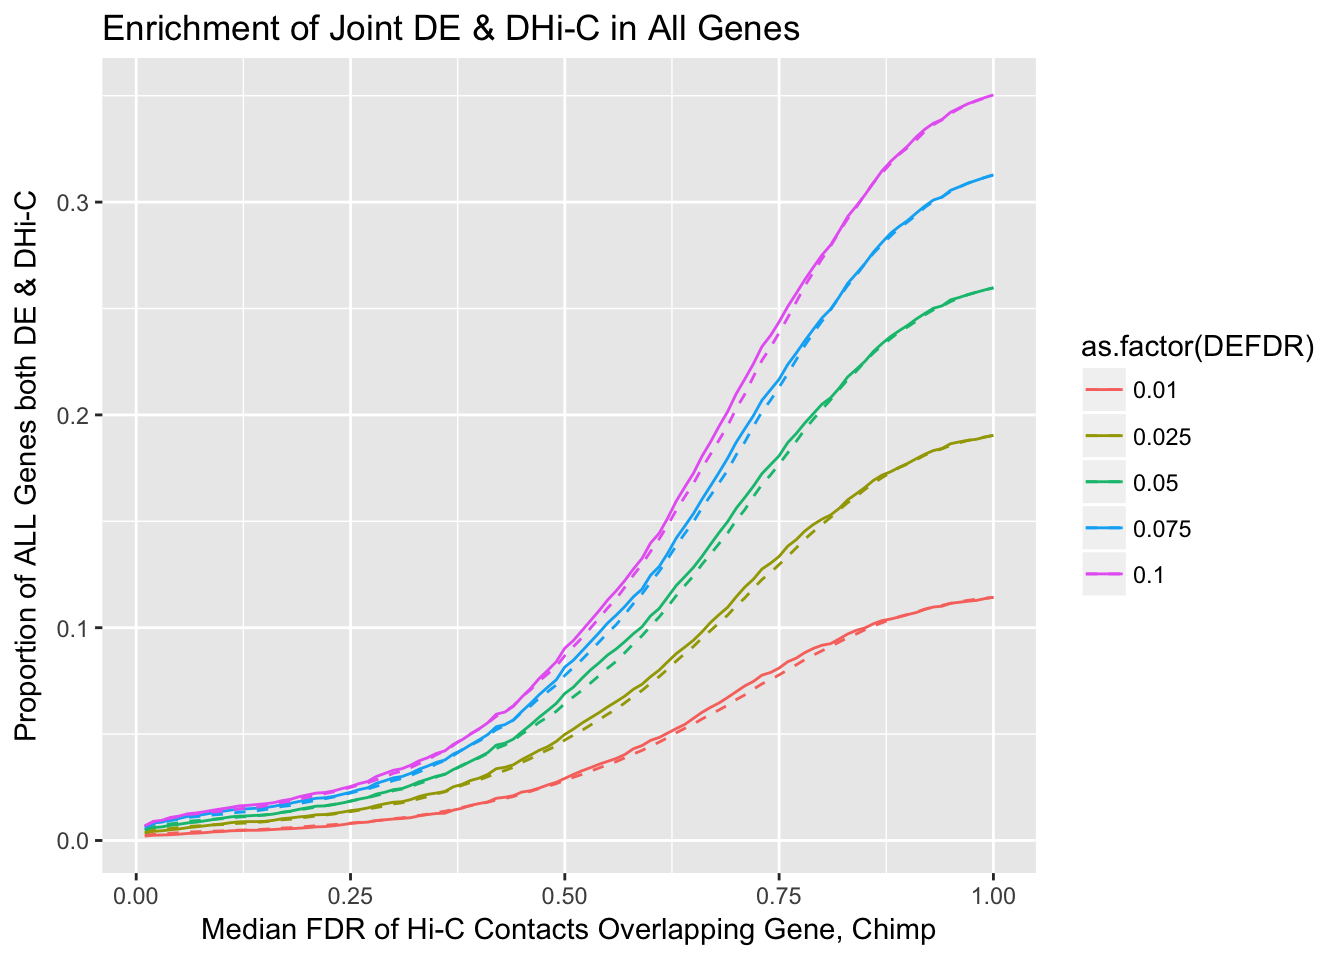 Enrichment of Joint DE & DHi-C in All Genes
Proportion of ALL Genes both DE & DHi-C
0.3
0.2
0.1
0.0
0.00 0.25 0.50 0.75 1.00
Median FDR of Hi-C Contacts Overlapping Gene, Chimp
as.factor(DEFDR)
0.01
0.025
0.05
0.075
0.1